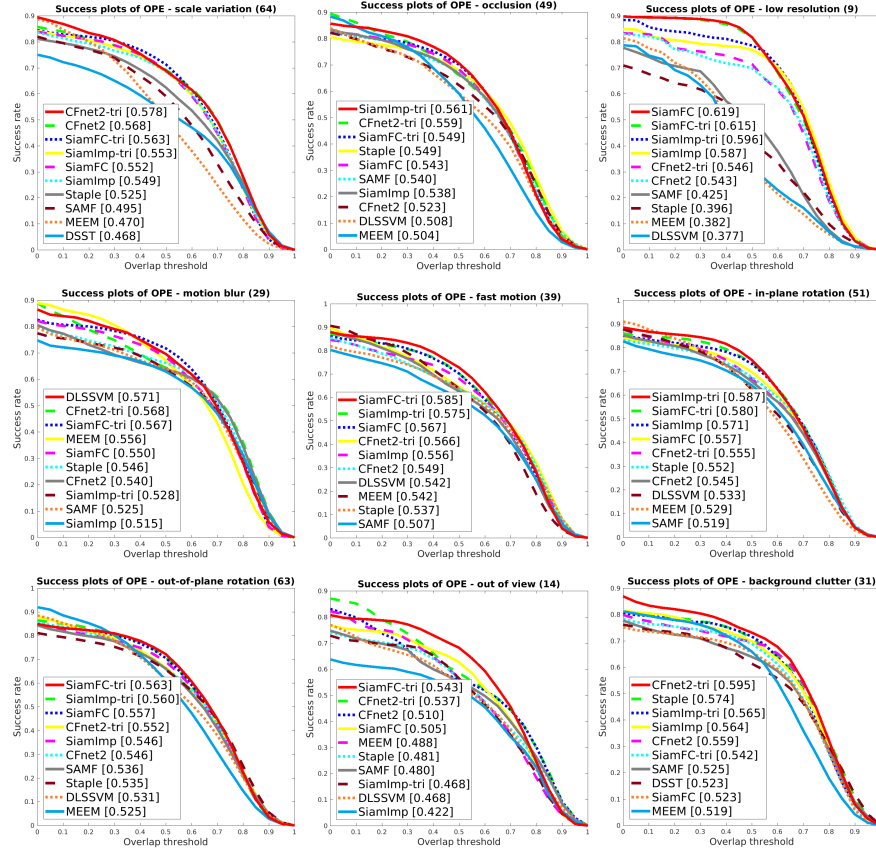 Success plots of OPE - scale variation (64)
CFnet2-tri [0.578]
CFnet2 [0.568]
SiamFC-tri [0.563]
SiamImp-tri [0.553]
SiamFC [0.552]
SiamImp [0.549]
Staple [0.525]
SAMF [0.495]
MEEM [0.470]
DSST [0.468]
Success rate
Overlap threshold
Success plots of OPE - occlusion (49)
SiamImp-tri [0.561]
CFnet2-tri [0.559]
SiamFC-tri [0.549]
Staple [0.549]
SiamFC [0.543]
SAMF [0.540]
SiamImp [0.538]
CFnet2 [0.523]
DLSSVM [0.508]
MEEM [0.504]
Success rate
Overlap threshold
Success plots of OPE - low resolution (9)
SiamFC [0.619]
SiamFC-tri [0.615]
SiamImp-tri [0.596]
SiamImp [0.587]
CFnet2-tri [0.546]
CFnet2 [0.543]
SAMF [0.425]
Staple [0.396]
MEEM [0.382]
DLSSVM [0.377]
Success rate
Overlap threshold
Success plots of OPE - motion blur (29)
DLSSVM [0.571]
CFnet2-tri [0.568]
SiamFC-tri [0.567]
MEEM [0.556]
SiamFC [0.550]
Staple [0.546]
CFnet2 [0.540]
SiamImp-tri [0.528]
SAMF [0.525]
SiamImp [0.515]
Success rate
Overlap threshold
Success plots of OPE - fast motion (39)
SiamFC-tri [0.585]
SiamImp-tri [0.575]
SiamFC [0.567]
CFnet2-tri [0.566]
SiamImp [0.556]
CFnet2 [0.549]
DLSSVM [0.542]
MEEM [0.542]
Staple [0.537]
SAMF [0.507]
Success rate
Overlap threshold
Success plots of OPE - in-plane rotation (51)
SiamImp-tri [0.587]
SiamFC-tri [0.580]
SiamImp [0.571]
SiamFC [0.557]
CFnet2-tri [0.555]
Staple [0.552]
CFnet2 [0.545]
DLSSVM [0.533]
MEEM [0.529]
SAMF [0.519]
Success rate
Overlap threshold
Success plots of OPE - out-of-plane rotation (63)
SiamFC-tri [0.563]
SiamImp-tri [0.560]
SiamFC [0.557]
CFnet2-tri [0.552]
SiamImp [0.546]
CFnet2 [0.546]
SAMF [0.536]
Staple [0.535]
DLSSVM [0.531]
MEEM [0.525]
Success rate
Overlap threshold
Success plots of OPE - out of view (14)
SiamFC-tri [0.543]
CFnet2-tri [0.537]
CFnet2 [0.510]
SiamFC [0.505]
MEEM [0.488]
Staple [0.481]
SAMF [0.480]
SiamImp-tri [0.468]
DLSSVM [0.468]
SiamImp [0.422]
Success rate
Overlap threshold
Success plots of OPE - background clutter (31)
CFnet2-tri [0.595]
Staple [0.574]
SiamImp-tri [0.565]
SiamImp [0.564]
CFnet2 [0.559]
SiamFC-tri [0.542]
SAMF [0.525]
DSST [0.523]
SiamFC [0.523]
MEEM [0.519]
Success rate
Overlap threshold